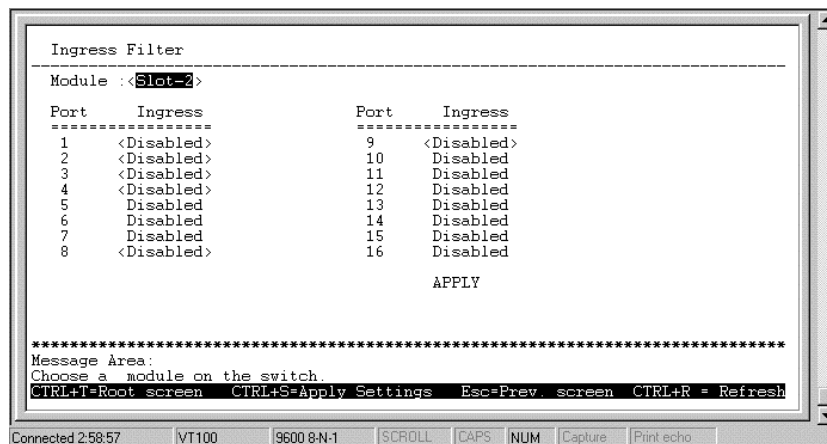 Ingress Filter
Module :<Slot-2>
Port Ingress Port Ingress
================= =================
1 <Disabled> 9 <Disabled>
2 <Disabled> 10 Disabled
3 <Disabled> 11 Disabled
4 <Disabled> 12 Disabled
5 Disabled 13 Disabled
6 Disabled 14 Disabled
7 Disabled 15 Disabled
8 <Disabled> 16 Disabled
APPLY
*******************************************************************************
Message Area:
Choose a module on the switch.
CTRL+T=Root screen CTRL+S=Apply Settings Esc=Prev. screen CTRL+R = Refresh
Connected 2:58:57 VT100 9600 8-N-1 SCROLL CAPS NUM Capture Print echo